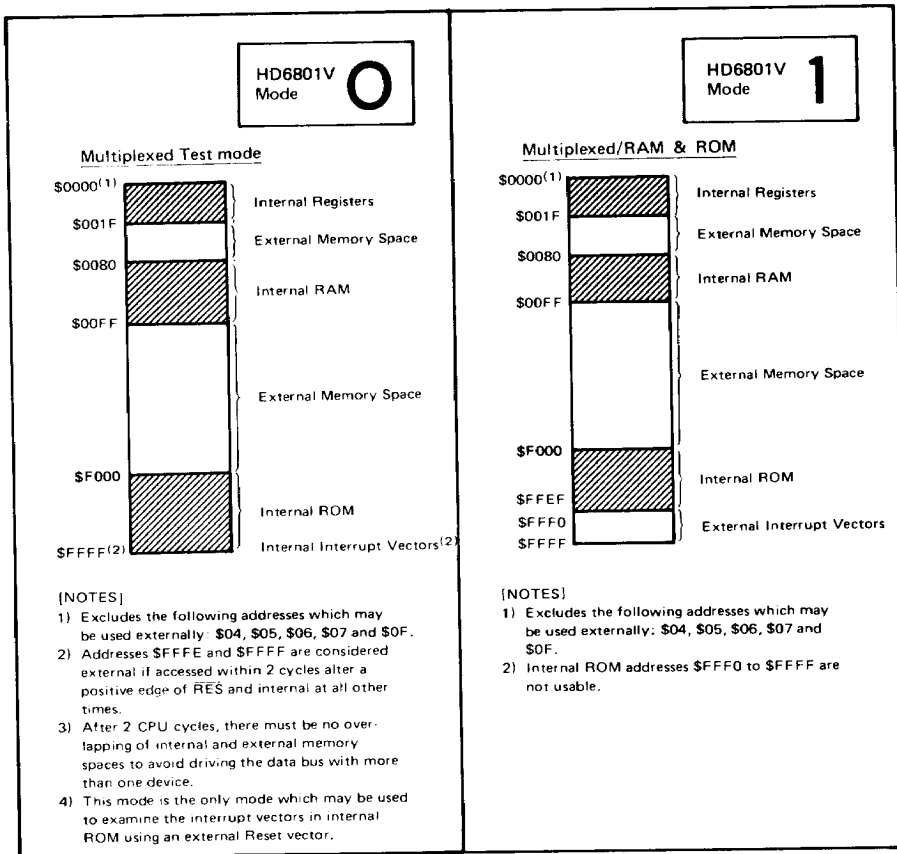 HD6801V
Mode 0
Multiplexed Test mode
$0000(1)
Internal Registers
$001F
External Memory Space
$0080
Internal RAM
$00FF
External Memory Space
$F000
Internal ROM
$FFFF(2)
Internal Interrupt Vectors(2)
[NOTES]
1) Excludes the following addresses which may
be used externally: $04, $05, $06, $07 and $0F.
2) Addresses $FFFE and $FFFF are considered
external if accessed within 2 cycles alter a
positive edge of R̅E̅S̅ and internal at all other
times.
3) After 2 CPU cycles, there must be no over-
lapping of internal and external memory
spaces to avoid driving the data bus with more
than one device.
4) This mode is the only mode which may be used
to examine the interrupt vectors in internal
ROM using an external Reset vector.
HD6801V
Mode 1
Multiplexed/RAM & ROM
$0000(1)
Internal Registers
$001F
External Memory Space
$0080
Internal RAM
$00FF
External Memory Space
$F000
Internal ROM
$FFEF
$FFF0
External Interrupt Vectors
$FFFF
[NOTES]
1) Excludes the following addresses which may
be used externally: $04, $05, $06, $07 and
$0F.
2) Internal ROM addresses $FFF0 to $FFFF are
not usable.